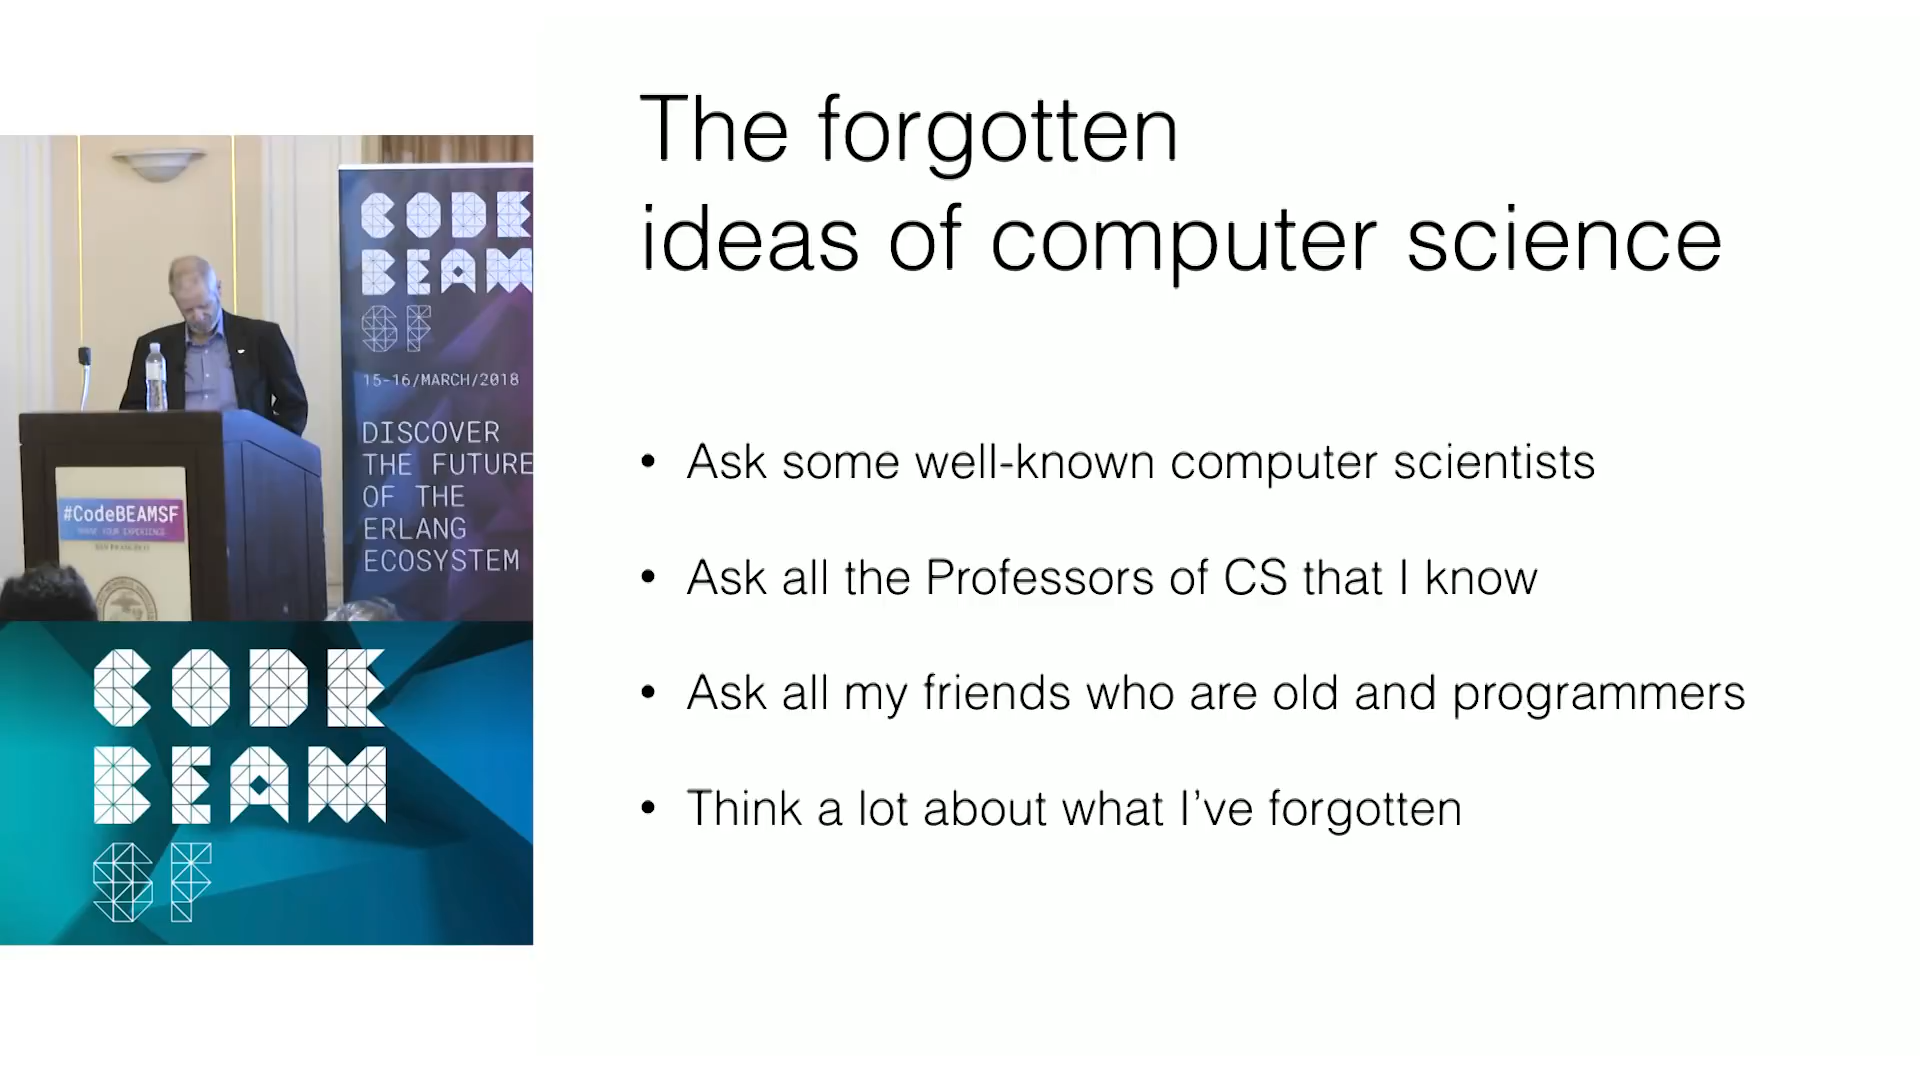 The forgotten
ideas of computer science
• Ask some well-known computer scientists
• Ask all the Professors of CS that I know
• Ask all my friends who are old and programmers
• Think a lot about what I’ve forgotten
CODE
BEAM
SF
15-16/MARCH/2018
DISCOVER
THE FUTURE
OF THE
ERLANG
ECOSYSTEM
#CodeBEAMSF
SAN FRANCISCO
CODE
BEAM
SF